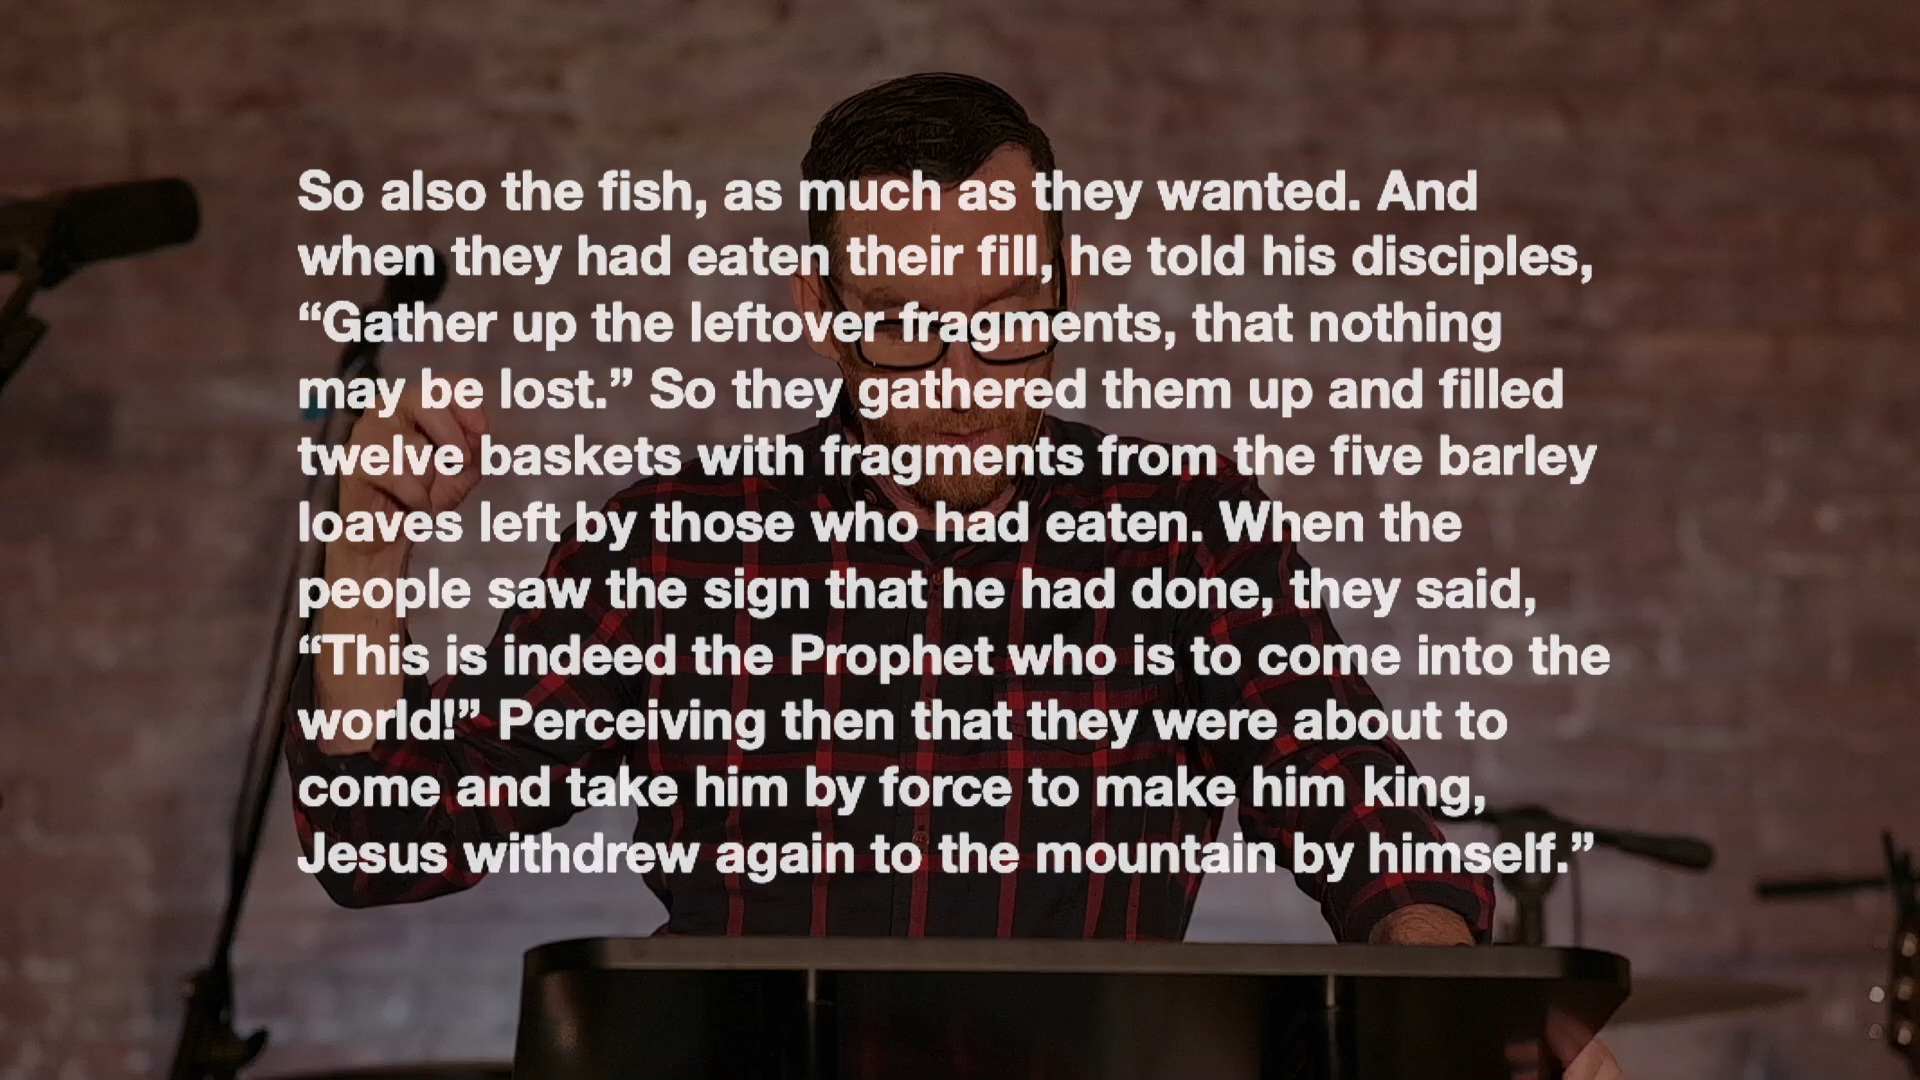 So also the fish, as much as they wanted. And
when they had eaten their fill, he told his disciples,
“Gather up the leftover fragments, that nothing
may be lost.” So they gathered them up and filled
twelve baskets with fragments from the five barley
loaves left by those who had eaten. When the
people saw the sign that he had done, they said,
“This is indeed the Prophet who is to come into the
world!” Perceiving then that they were about to
come and take him by force to make him king,
Jesus withdrew again to the mountain by himself.”